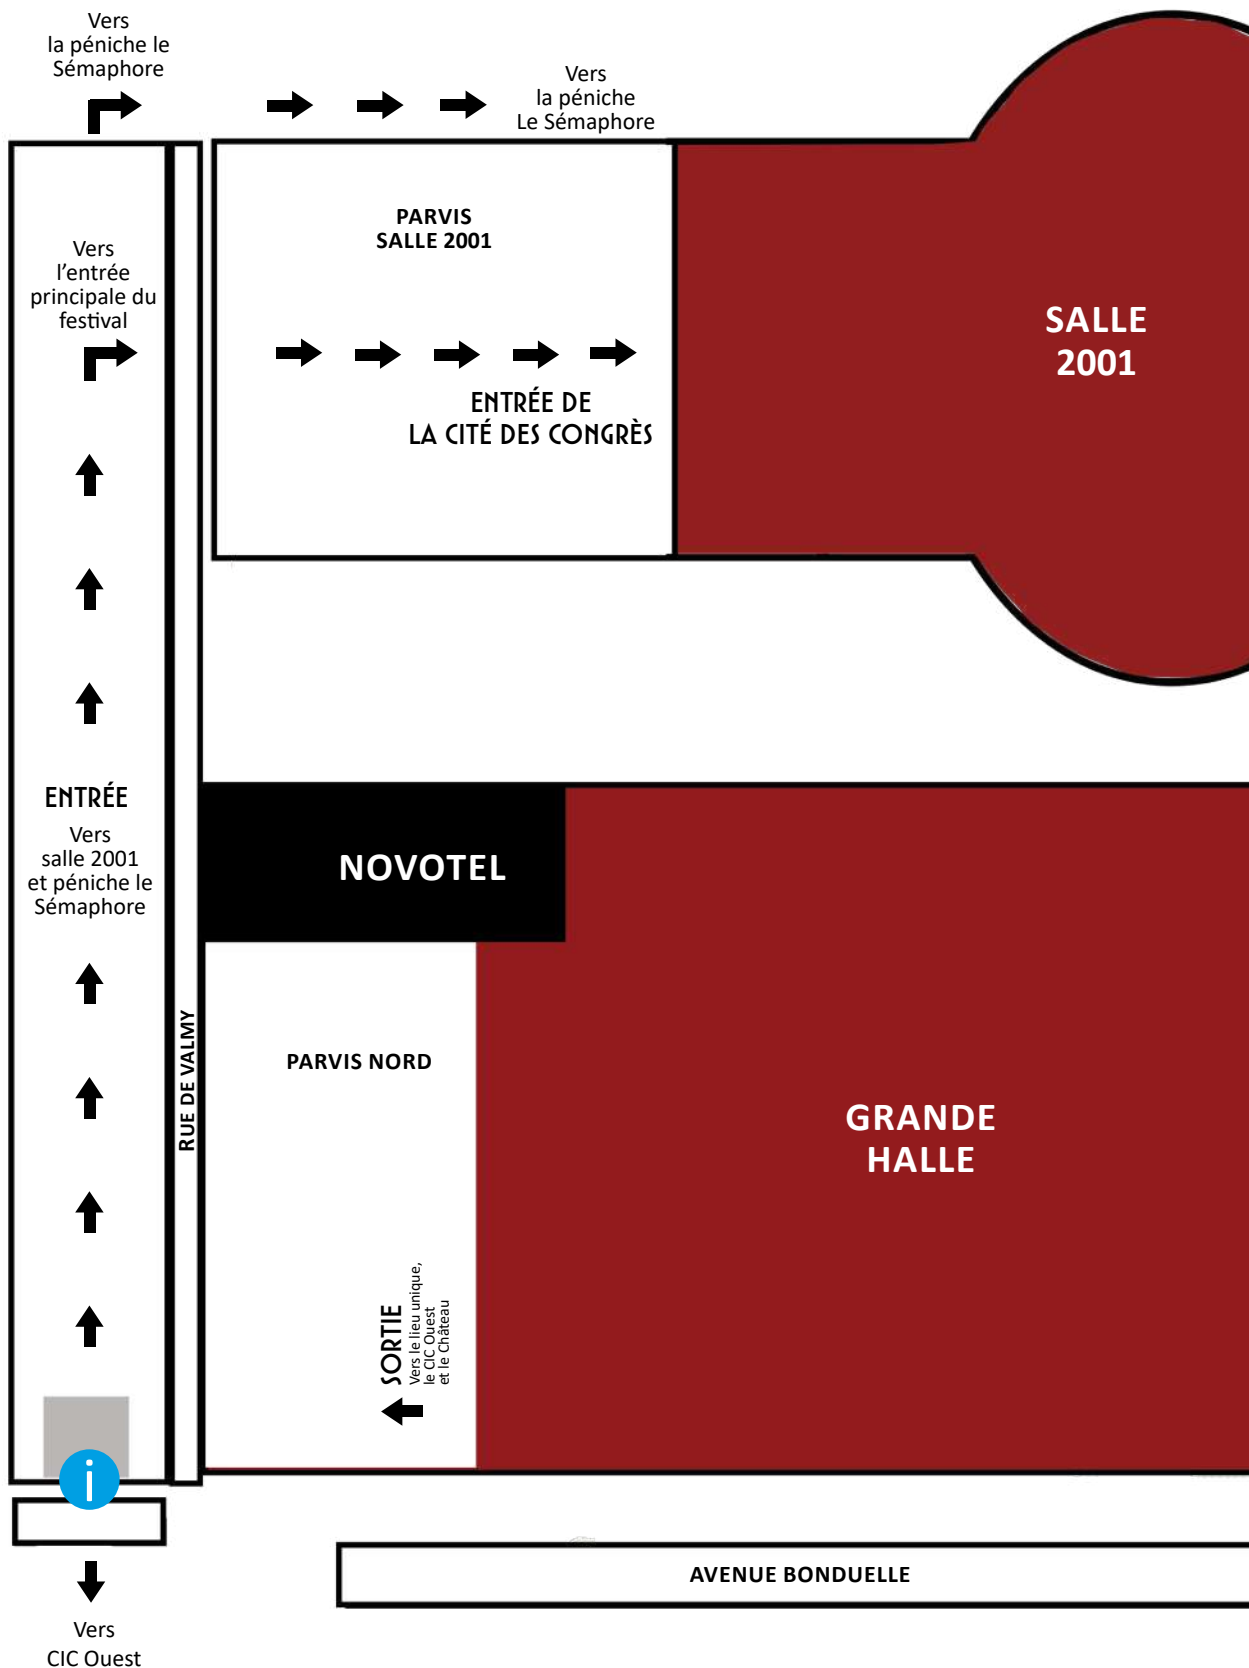 Vers
la péniche le
Sémaphore
Vers
la péniche
Le Sémaphore
PARVIS
SALLE 2001
Vers
l'entrée
principale du
festival
SALLE
2001
ENTRÉE DE
LA CITÉ DES CONGRÈS
ENTRÉE
Vers
salle 2001
et péniche le
Sémaphore
NOVOTEL
RUE DE VALMY
PARVIS NORD
GRANDE
HALLE
SORTIE
Vers le lieu unique,
le CIC Ouest
et le Château
i
AVENUE BONDUELLE
Vers
CIC Ouest